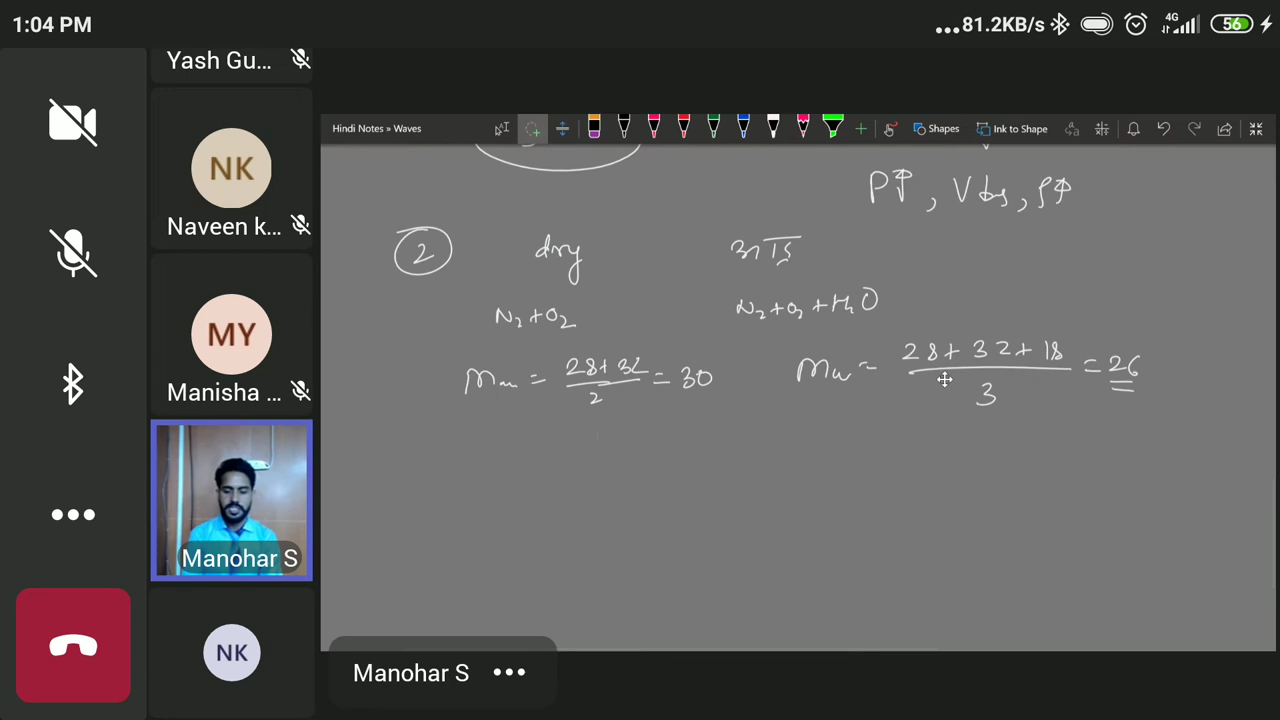 1:04 PM
...81.2KB/s 4G 56
Yash Gu...
NK
Naveen k...
MY
Manisha ...
Manohar S
NK
Manohar S
Hindi Notes » Waves
Shapes
Ink to Shape
P↑, V ↓es, ρ↑
2 dry आर्द्र
N₂+O₂ N₂+O₂+H₂O
= 28+32 / 2 = 30
Mw = 28+32+18 / 3 = 26